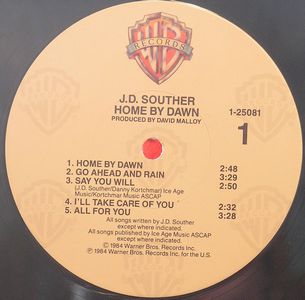 WB
RECORDS
J.D. SOUTHER
HOME BY DAWN
PRODUCED BY DAVID MALLOY
1-25081
1
1. HOME BY DAWN 2:48
2. GO AHEAD AND RAIN 3:29
3. SAY YOU WILL 2:50
(J.D. Souther/Danny Kortchmar) Ice Age
Music/Kortchmar Music ASCAP
4. I'LL TAKE CARE OF YOU 2:32
5. ALL FOR YOU 3:28
All songs written by J.D. Souther
except where indicated.
All songs published by Ice Age Music ASCAP
except where indicated.
℗ 1984 Warner Bros. Records Inc.
© 1984 Warner Bros. Records Inc. for the U.S.